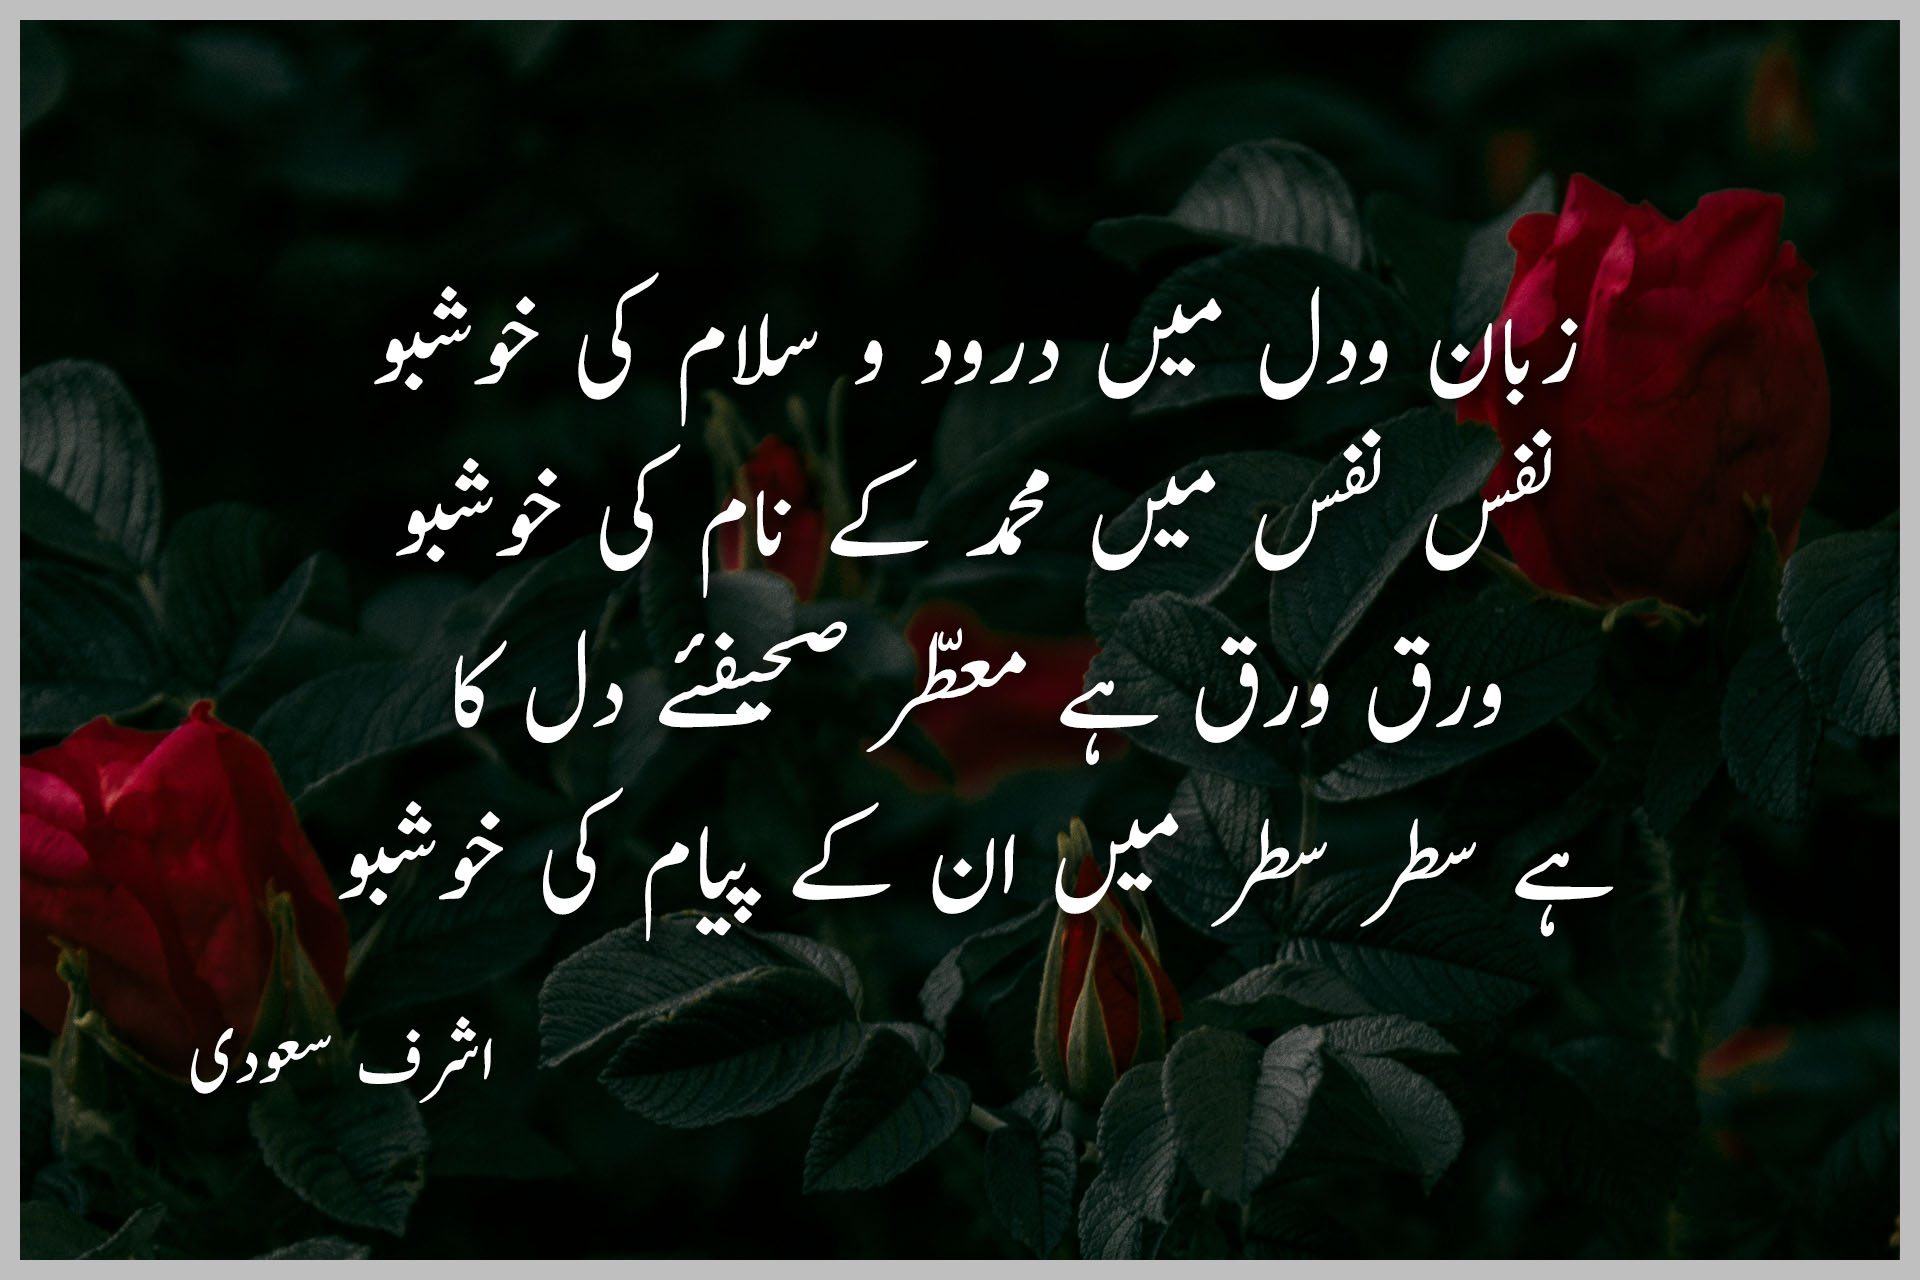 زبان ودل میں درود و سلام کی خوشبو
نفس نفس میں محمد کے نام کی خوشبو
ورق ورق ہے معطّر صحیفئے دل کا
ہے سطر سطر میں ان کے پیام کی خوشبو
اشرف سعودی